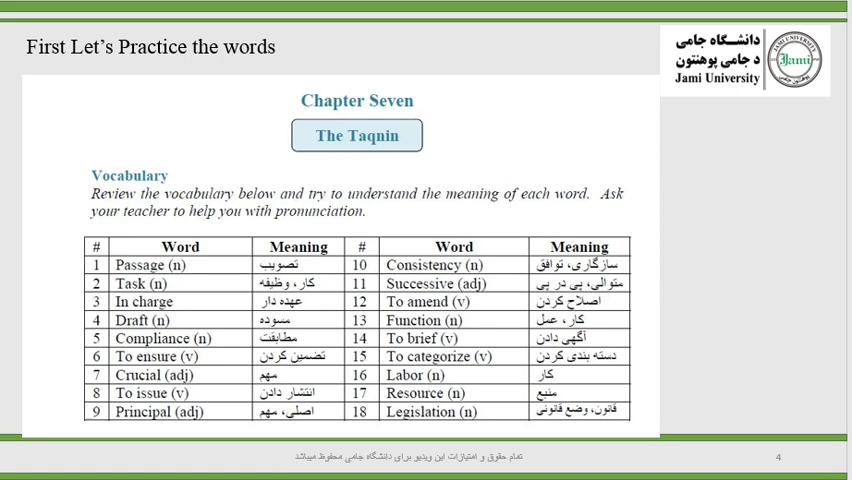 First Let's Practice the words
دانشگاه جامی
د جامی پوهنتون
Jami University
JAMI UNIVERSITY
Jami
Chapter Seven
The Taqnin
Vocabulary
Review the vocabulary below and try to understand the meaning of each word. Ask
your teacher to help you with pronunciation.
# Word Meaning # Word Meaning
1 Passage (n) تصویب 10 Consistency (n) سازگاری، توافق
2 Task (n) کار، وظیفه 11 Successive (adj) متوالی، پی در پی
3 In charge عهده دار 12 To amend (v) اصلاح کردن
4 Draft (n) مسوده 13 Function (n) کار، عمل
5 Compliance (n) مطابقت 14 To brief (v) آگهی دادن
6 To ensure (v) تضمین کردن 15 To categorize (v) دسته بندی کردن
7 Crucial (adj) مهم 16 Labor (n) کار
8 To issue (v) انتشار دادن 17 Resource (n) منبع
9 Principal (adj) اصلی، مهم 18 Legislation (n) قانون، وضع قانونی
تمام حقوق و امتیازات این ویدیو برای دانشگاه جامی محفوظ میباشد
4